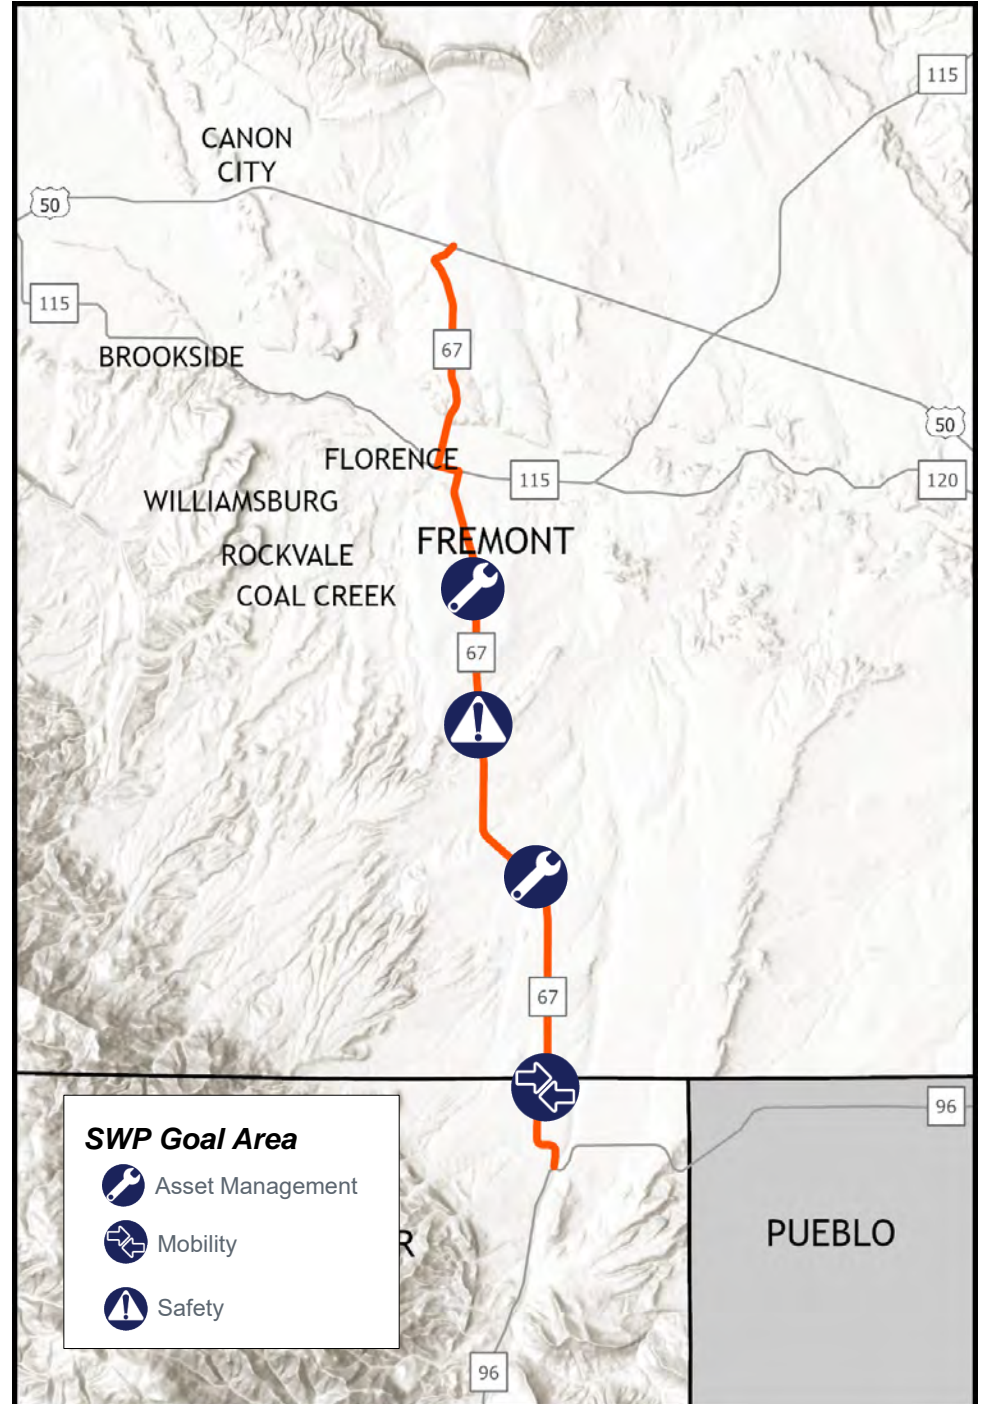 115
CANON
CITY
50
115
67
BROOKSIDE
50
FLORENCE
115
120
WILLIAMSBURG
FREMONT
ROCKVALE
COAL CREEK
67
67
96
SWP Goal Area
Asset Management
Mobility
Safety
R
PUEBLO
96